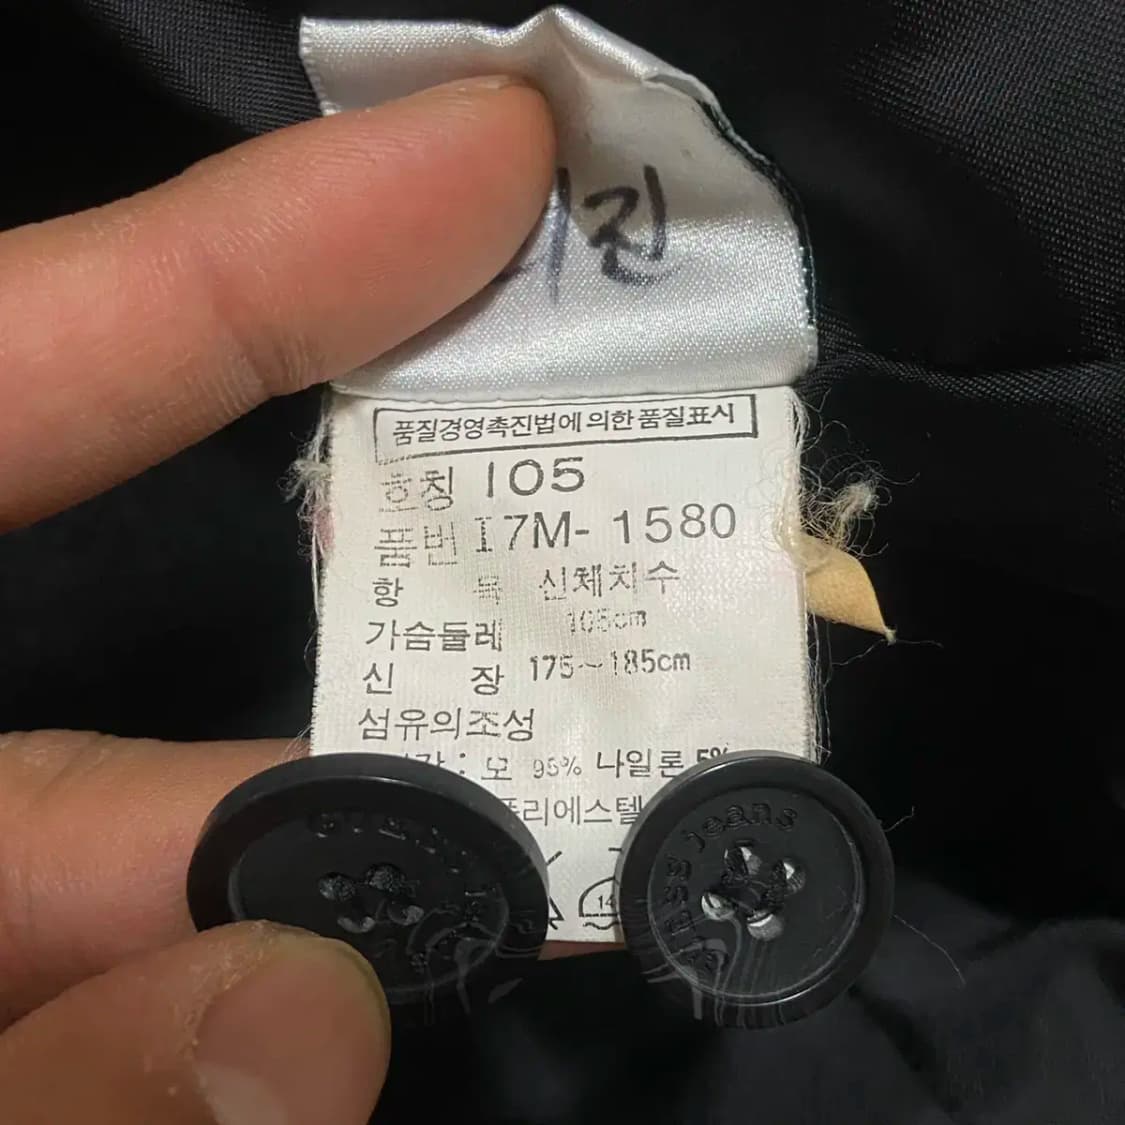 진
품질경영촉진법에 의한 품질표시
호칭 105
품번 I7M- 1580
항 목 신체치수
가슴둘레 105cm
신 장 175~185cm
섬유의조성
: 모 95% 나일론 5%
폴리에스텔
14
jeans